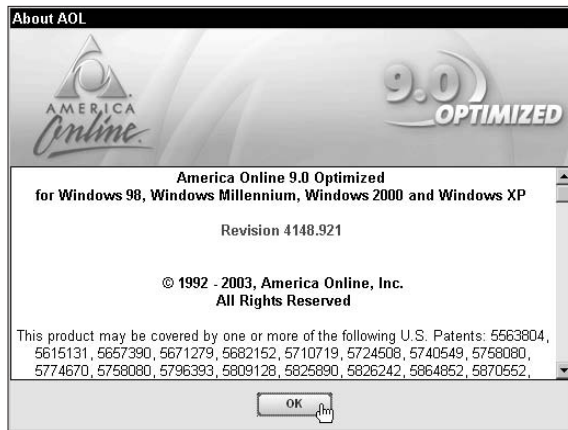 About AOL
AMERICA
Online.
9.0
OPTIMIZED
America Online 9.0 Optimized
for Windows 98, Windows Millennium, Windows 2000 and Windows XP
Revision 4148.921
© 1992 - 2003, America Online, Inc.
All Rights Reserved
This product may be covered by one or more of the following U.S. Patents: 5563804,
5615131, 5657390, 5671279, 5682152, 5710719, 5724508, 5740549, 5758080,
5774670, 5758080, 5796393, 5809128, 5825890, 5826242, 5864852, 5870552,
OK